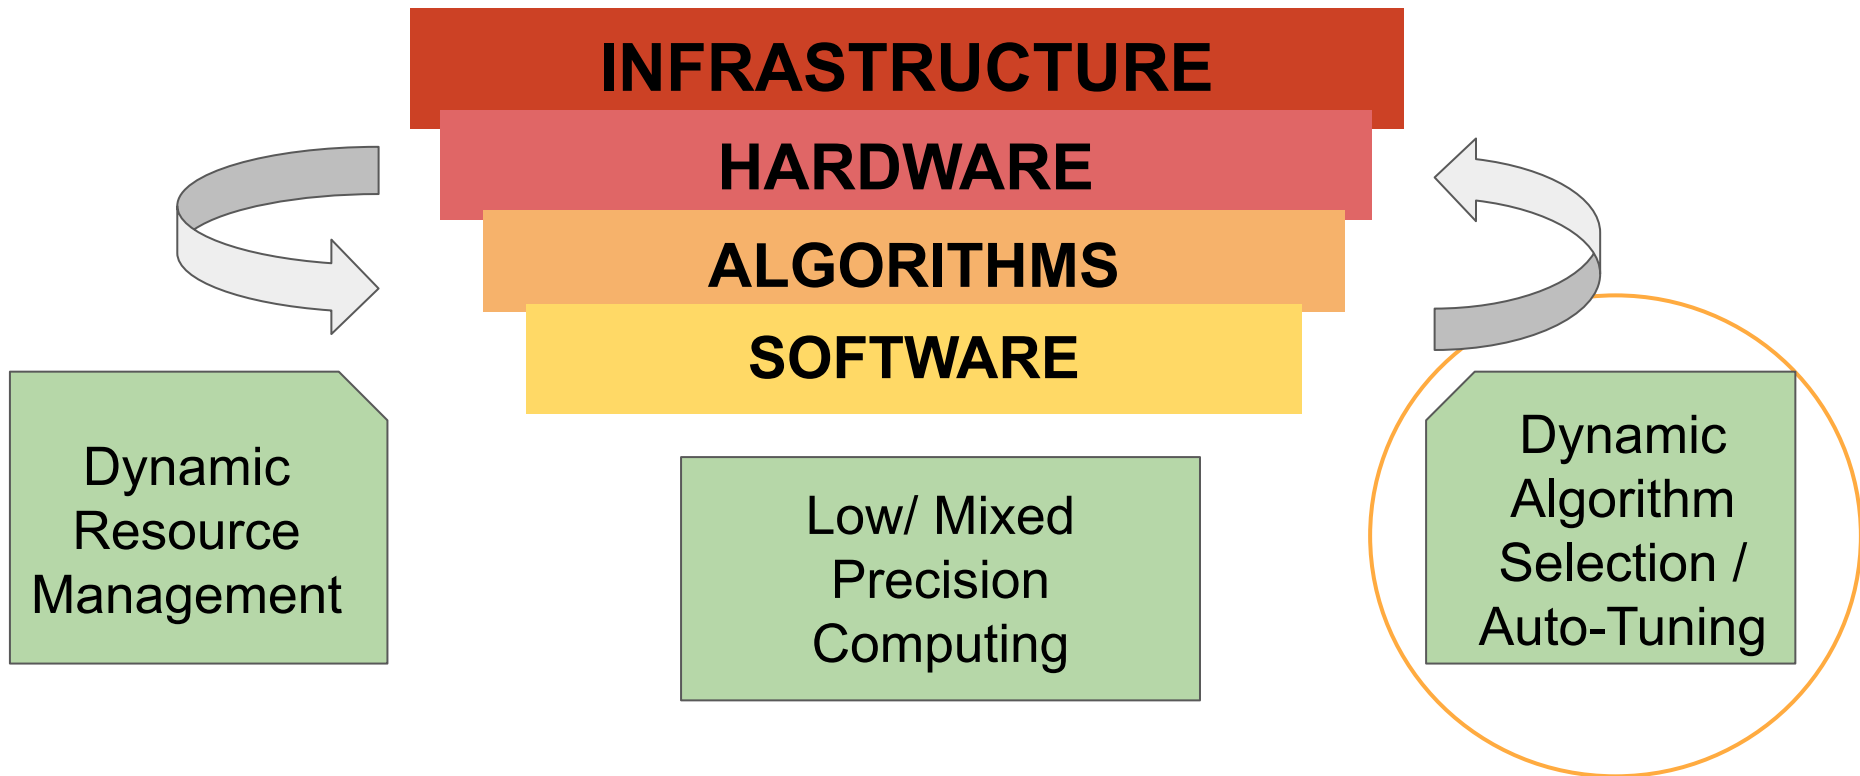 INFRASTRUCTURE
HARDWARE
ALGORITHMS
SOFTWARE
Dynamic
Resource
Management
Low/ Mixed
Precision
Computing
Dynamic
Algorithm
Selection /
Auto-Tuning